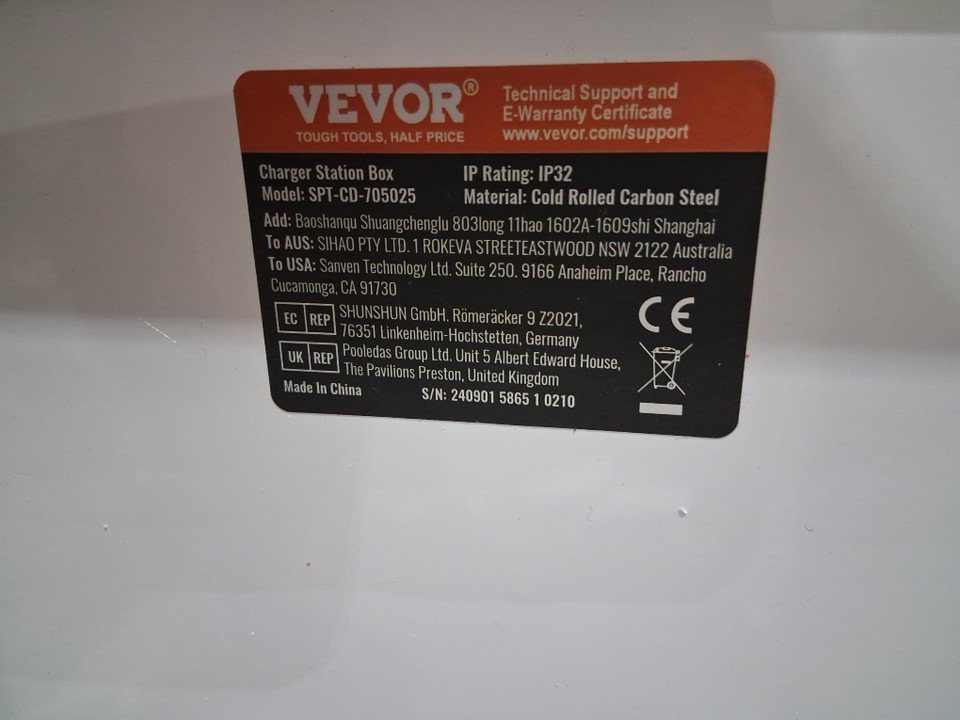 VEVOR®
TOUGH TOOLS, HALF PRICE
Technical Support and
E-Warranty Certificate
www.vevor.com/support
Charger Station Box
IP Rating: IP32
Model: SPT-CD-705025
Material: Cold Rolled Carbon Steel
Add: Baoshanqu Shuangchenglu 803long 11hao 1602A-1609shi Shanghai
To AUS: SIHAO PTY LTD. 1 ROKEVA STREETEASTWOOD NSW 2122 Australia
To USA: Sanven Technology Ltd. Suite 250. 9166 Anaheim Place, Rancho
Cucamonga, CA 91730
EC REP
SHUNSHUN GmbH. Römeräcker 9 Z2021,
76351 Linkenheim-Hochstetten, Germany
UK REP
Pooledas Group Ltd. Unit 5 Albert Edward House,
The Pavilions Preston, United Kingdom
CE
Made In China
S/N: 240901 5865 1 0210